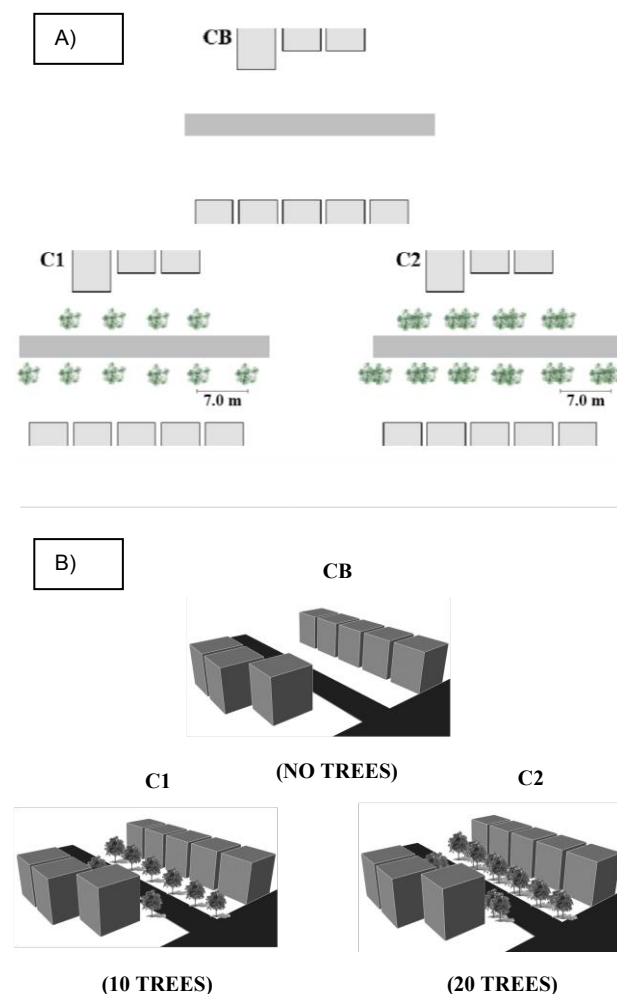 A)
CB
C1
C2
7.0 m
7.0 m
B)
CB
(NO TREES)
C1
C2
(10 TREES)
(20 TREES)